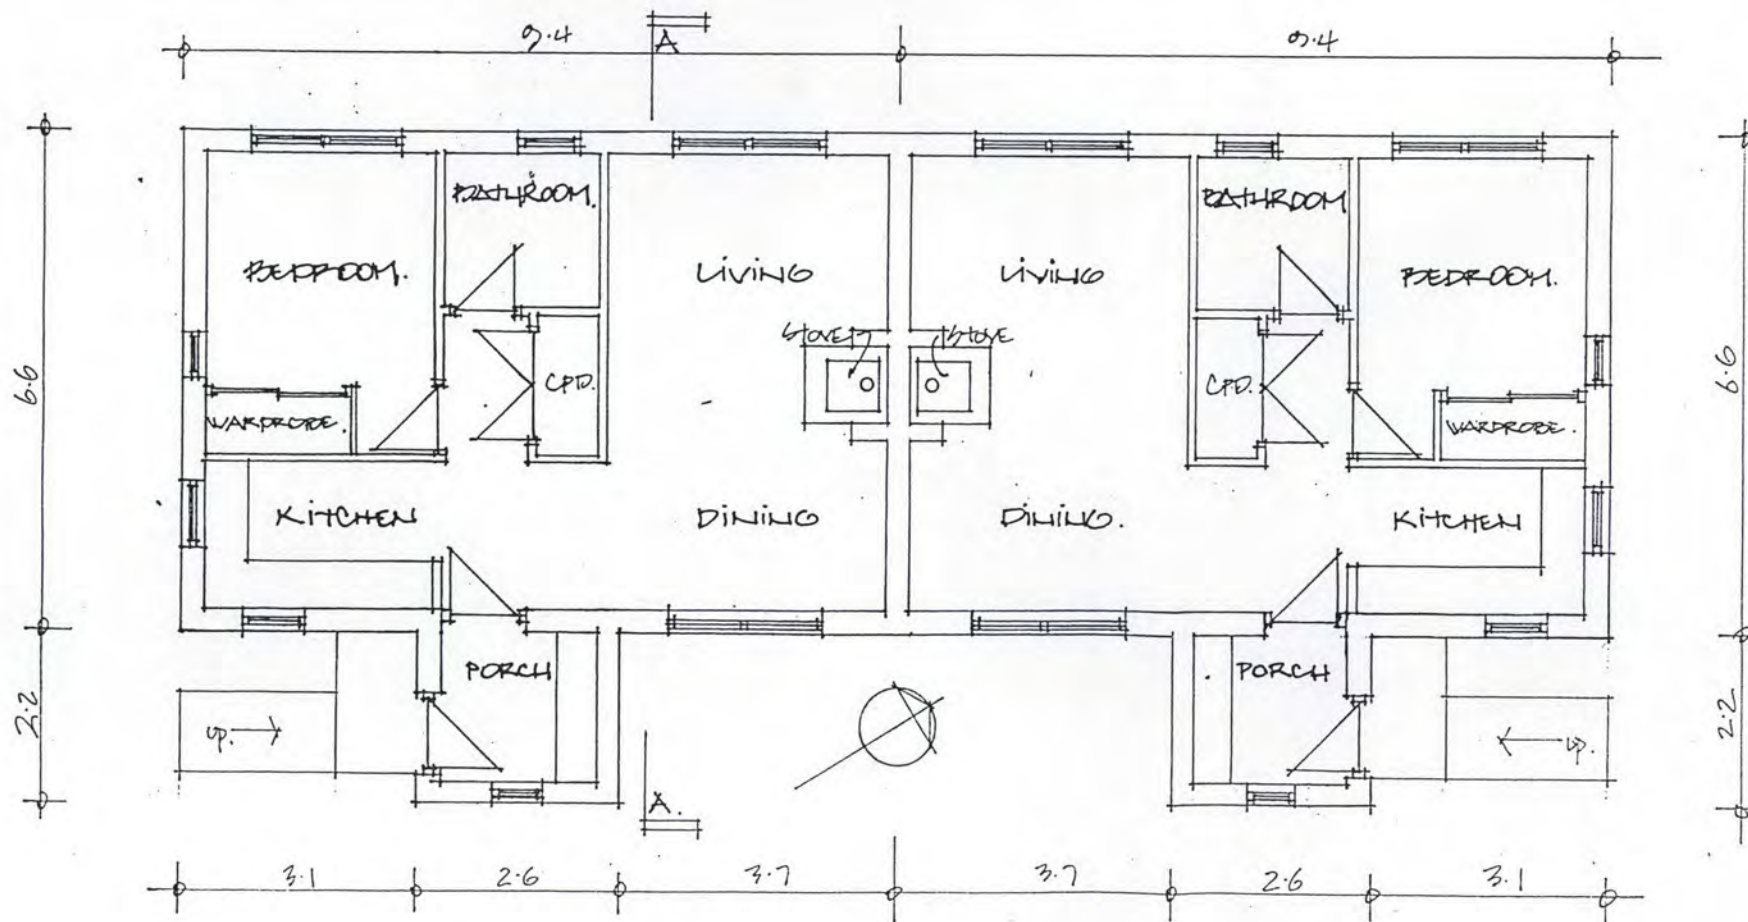 9.4
A
9.4
BATHROOM.
BATHROOM
BEDROOM.
LIVING
LIVING
BEDROOM.
STOVE
STOVE
6.6
CPD.
CPD.
6.6
WARDROBE.
WARDROBE.
KITCHEN
DINING
DINING.
KITCHEN
PORCH
PORCH
2.2
UP.
UP.
2.2
A.
3.1
2.6
3.7
3.7
2.6
3.1